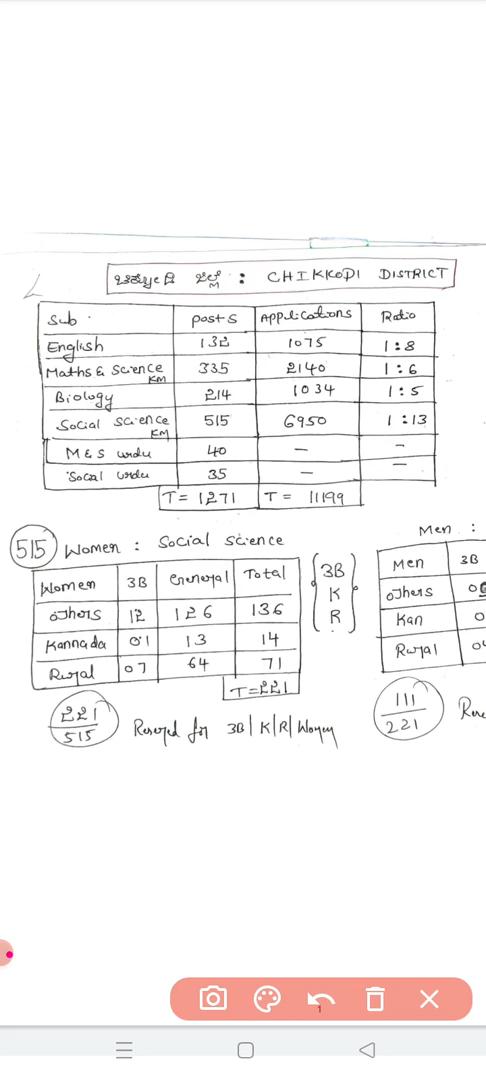 ಚಿಕ್ಕೋಡಿ ಜಿಲ್ಲೆ : CHIKKODI DISTRICT
Sub. Posts Applications Ratio
English 132 1075 1:8
Maths & Science KM 335 2140 1:6
Biology 214 1034 1:5
Social Science KM 515 6950 1:13
M & S urdu 40 — —
Social urdu 35 — —
T= 1271 T= 11199
515 Women : Social Science
Women 3B General Total
others 12 126 136
Kannada 01 13 14
Rural 07 64 71
T=221
3B
K
R
221/515 Reserved for 3B/K/R/Women
Men :
Men 3B
others
Kan 0
Rural
111/221